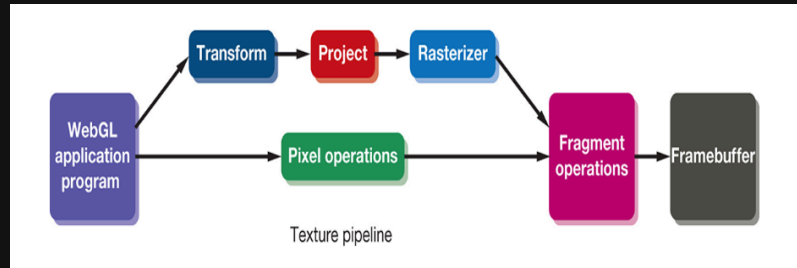 Transform
Project
Rasterizer
WebGL
application
program
Pixel operations
Fragment
operations
Framebuffer
Texture pipeline